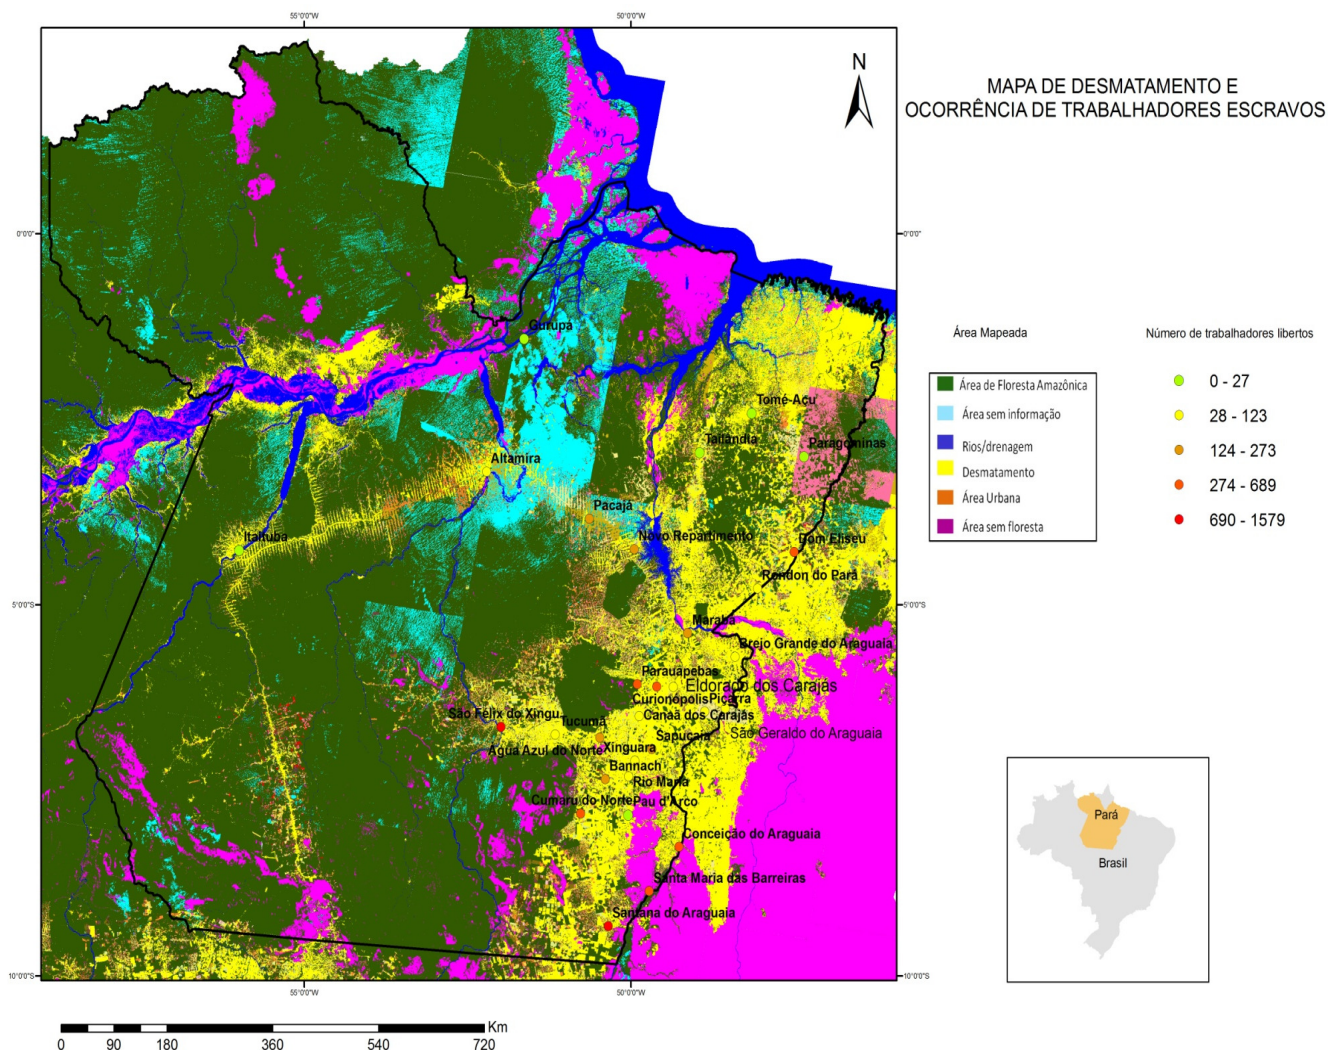 55°0'0"W
50°0'0"W
MAPA DE DESMATAMENTO E
OCORRÊNCIA DE TRABALHADORES ESCRAVOS
N
0°0'0"
0°0'0"
Gurupá
Área Mapeada
Número de trabalhadores libertos
Área de Floresta Amazônica
0 - 27
Área sem informação
28 - 123
Rios/drenagem
124 - 273
Desmatamento
274 - 689
Área Urbana
690 - 1579
Área sem floresta
Tomé-Açu
Tailândia
Paragominas
Altamira
Pacajá
Itaituba
Novo Repartimento
Dom Eliseu
Rondon do Pará
5°0'0"S
5°0'0"S
Marabá
Brejo Grande do Araguaia
Parauapebas
Eldorado dos Carajás
Curionópolis
Piçarra
São Félix do Xingu
Tucumã
Canaã dos Carajás
São Geraldo do Araguaia
Sapucaia
Água Azul do Norte
Xinguara
Bannach
Rio Maria
Cumaru do Norte
Pau d'Arco
Conceição do Araguaia
Santa Maria das Barreiras
Santana do Araguaia
Pará
Brasil
10°0'0"S
10°0'0"S
55°0'0"W
50°0'0"W
Km
0 90 180 360 540 720